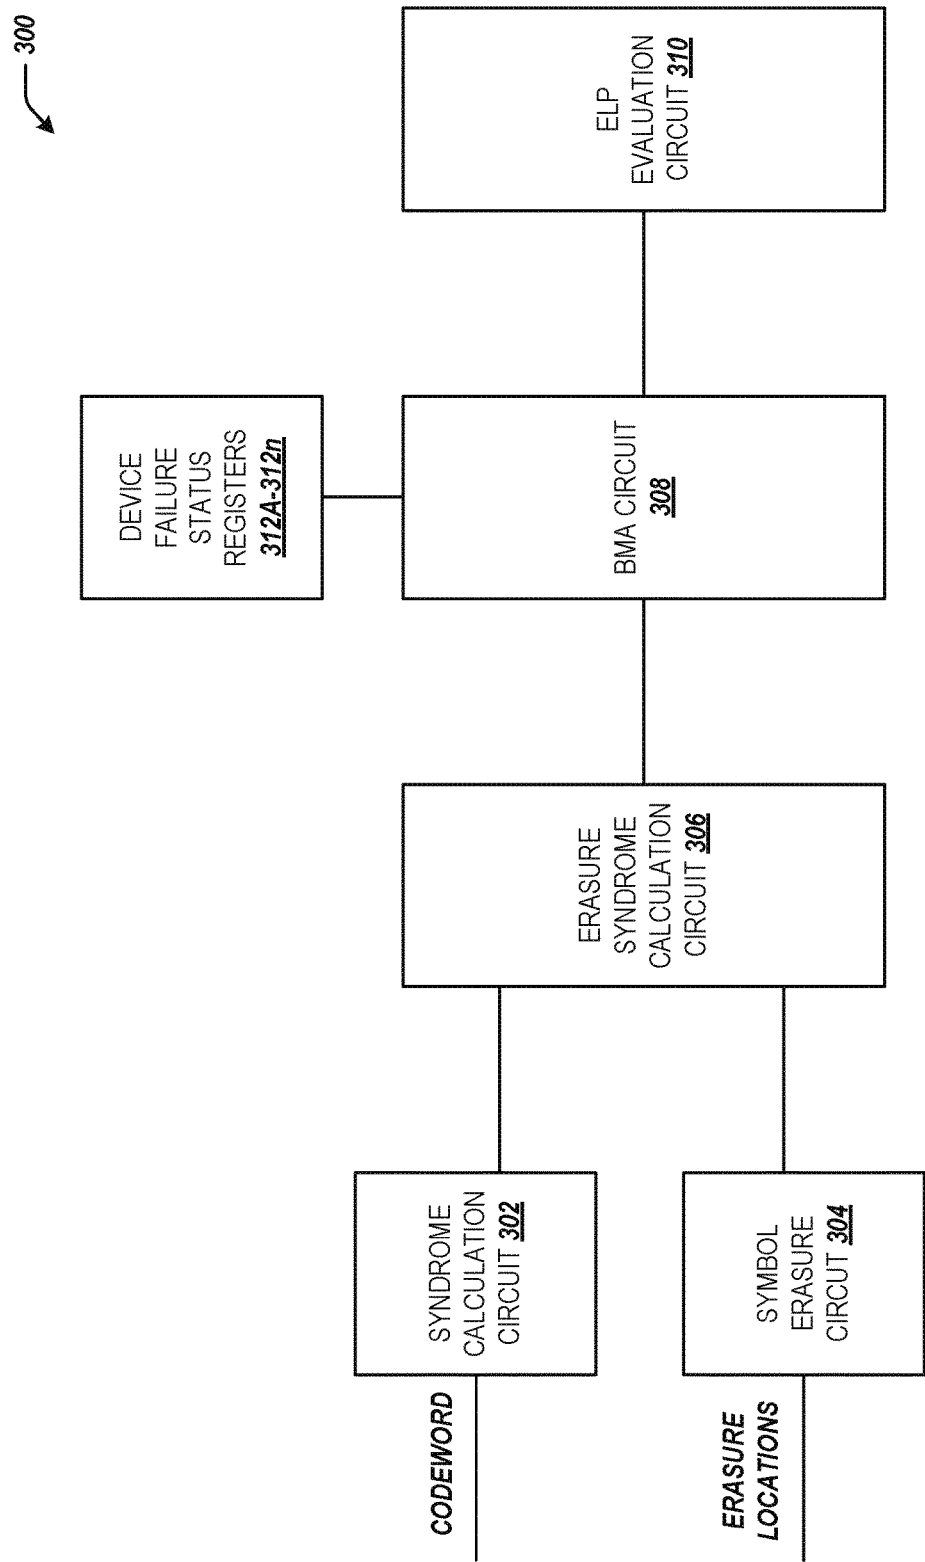 300
CODEWORD
SYNDROME
CALCULATION
CIRCUIT 302
ERASURE
LOCATIONS
SYMBOL
ERASURE
CIRCUT 304
ERASURE
SYNDROME
CALCULATION
CIRCUIT 306
DEVICE
FAILURE
STATUS
REGISTERS
312A-312n
BMA CIRCUIT
308
ELP
EVALUATION
CIRCUIT 310